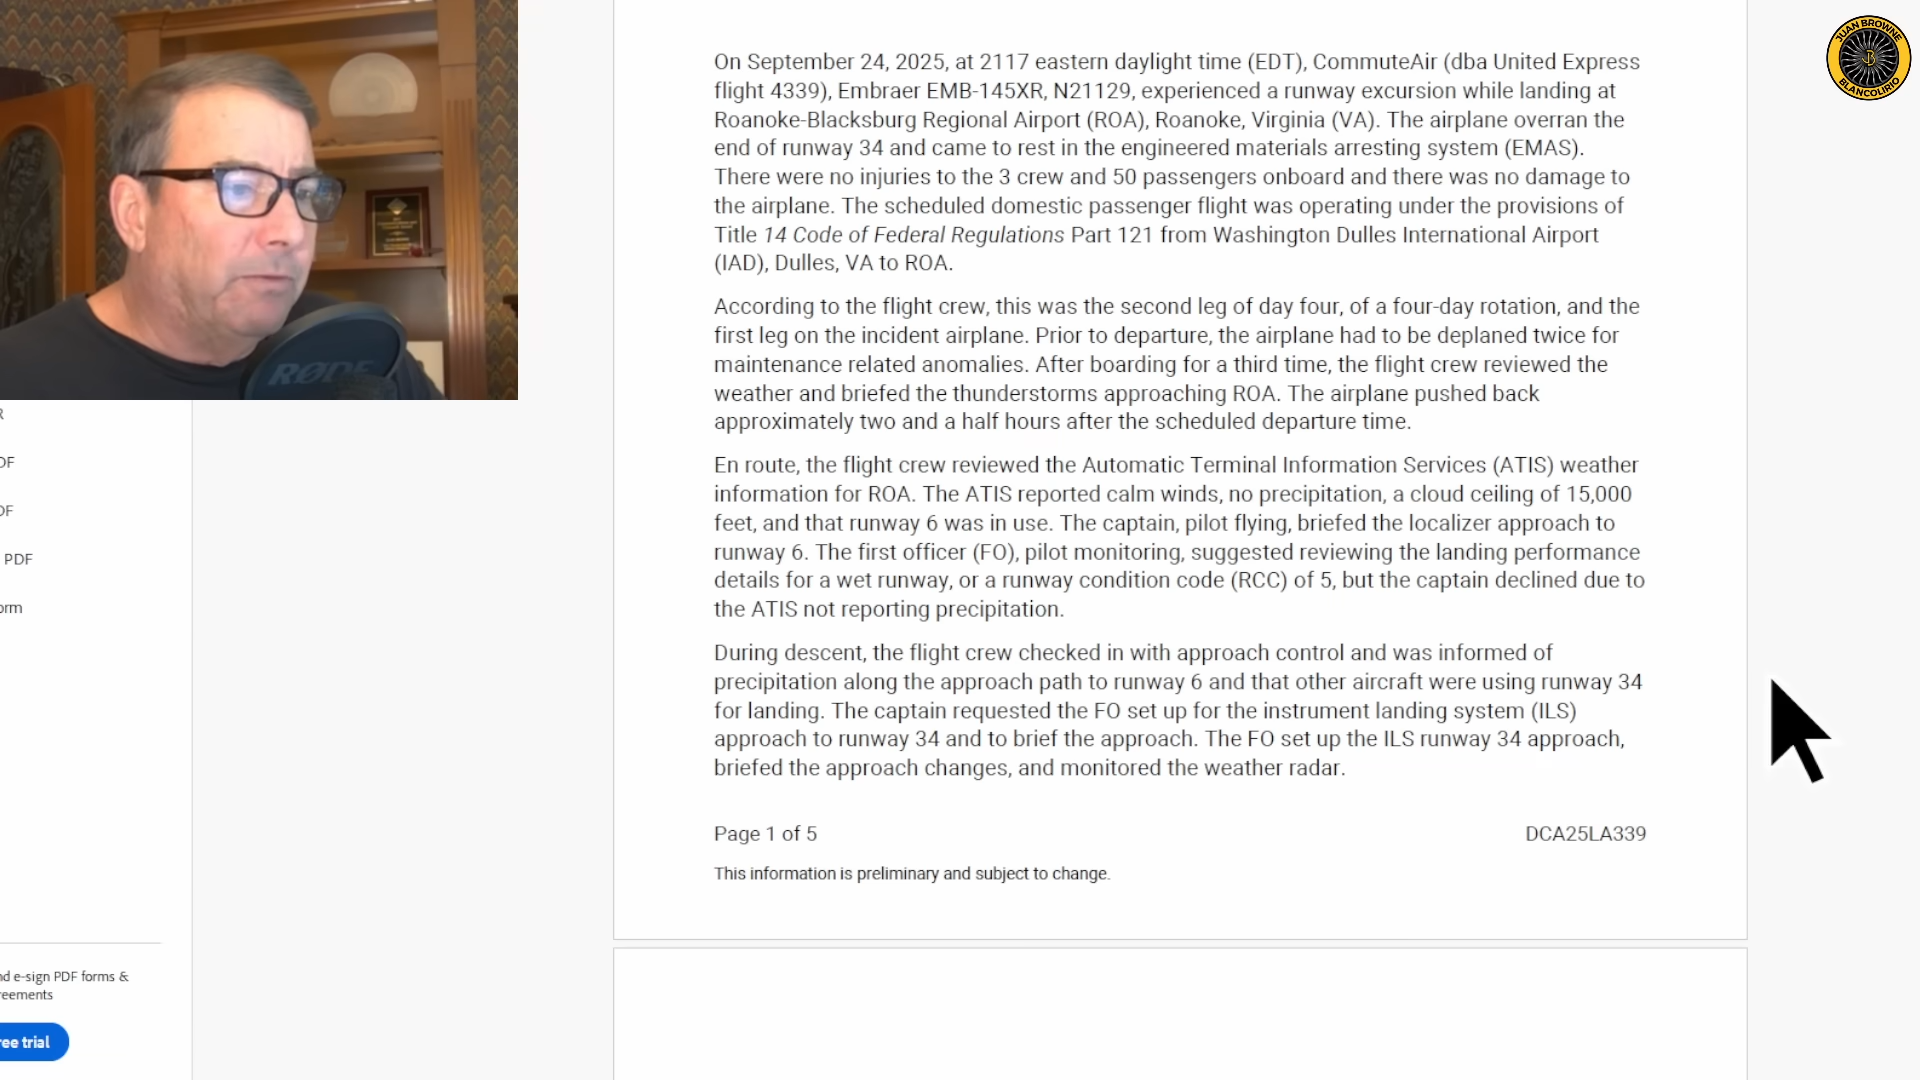 JUAN BROWNE
BLANCOLIRIO
RØDE
On September 24, 2025, at 2117 eastern daylight time (EDT), CommuteAir (dba United Express
flight 4339), Embraer EMB-145XR, N21129, experienced a runway excursion while landing at
Roanoke-Blacksburg Regional Airport (ROA), Roanoke, Virginia (VA). The airplane overran the
end of runway 34 and came to rest in the engineered materials arresting system (EMAS).
There were no injuries to the 3 crew and 50 passengers onboard and there was no damage to
the airplane. The scheduled domestic passenger flight was operating under the provisions of
Title 14 Code of Federal Regulations Part 121 from Washington Dulles International Airport
(IAD), Dulles, VA to ROA.
According to the flight crew, this was the second leg of day four, of a four-day rotation, and the
first leg on the incident airplane. Prior to departure, the airplane had to be deplaned twice for
maintenance related anomalies. After boarding for a third time, the flight crew reviewed the
weather and briefed the thunderstorms approaching ROA. The airplane pushed back
approximately two and a half hours after the scheduled departure time.
En route, the flight crew reviewed the Automatic Terminal Information Services (ATIS) weather
information for ROA. The ATIS reported calm winds, no precipitation, a cloud ceiling of 15,000
feet, and that runway 6 was in use. The captain, pilot flying, briefed the localizer approach to
runway 6. The first officer (FO), pilot monitoring, suggested reviewing the landing performance
details for a wet runway, or a runway condition code (RCC) of 5, but the captain declined due to
the ATIS not reporting precipitation.
During descent, the flight crew checked in with approach control and was informed of
precipitation along the approach path to runway 6 and that other aircraft were using runway 34
for landing. The captain requested the FO set up for the instrument landing system (ILS)
approach to runway 34 and to brief the approach. The FO set up the ILS runway 34 approach,
briefed the approach changes, and monitored the weather radar.
Page 1 of 5
DCA25LA339
This information is preliminary and subject to change.
R
DF
DF
PDF
orm
nd e-sign PDF forms &
reements
ree trial